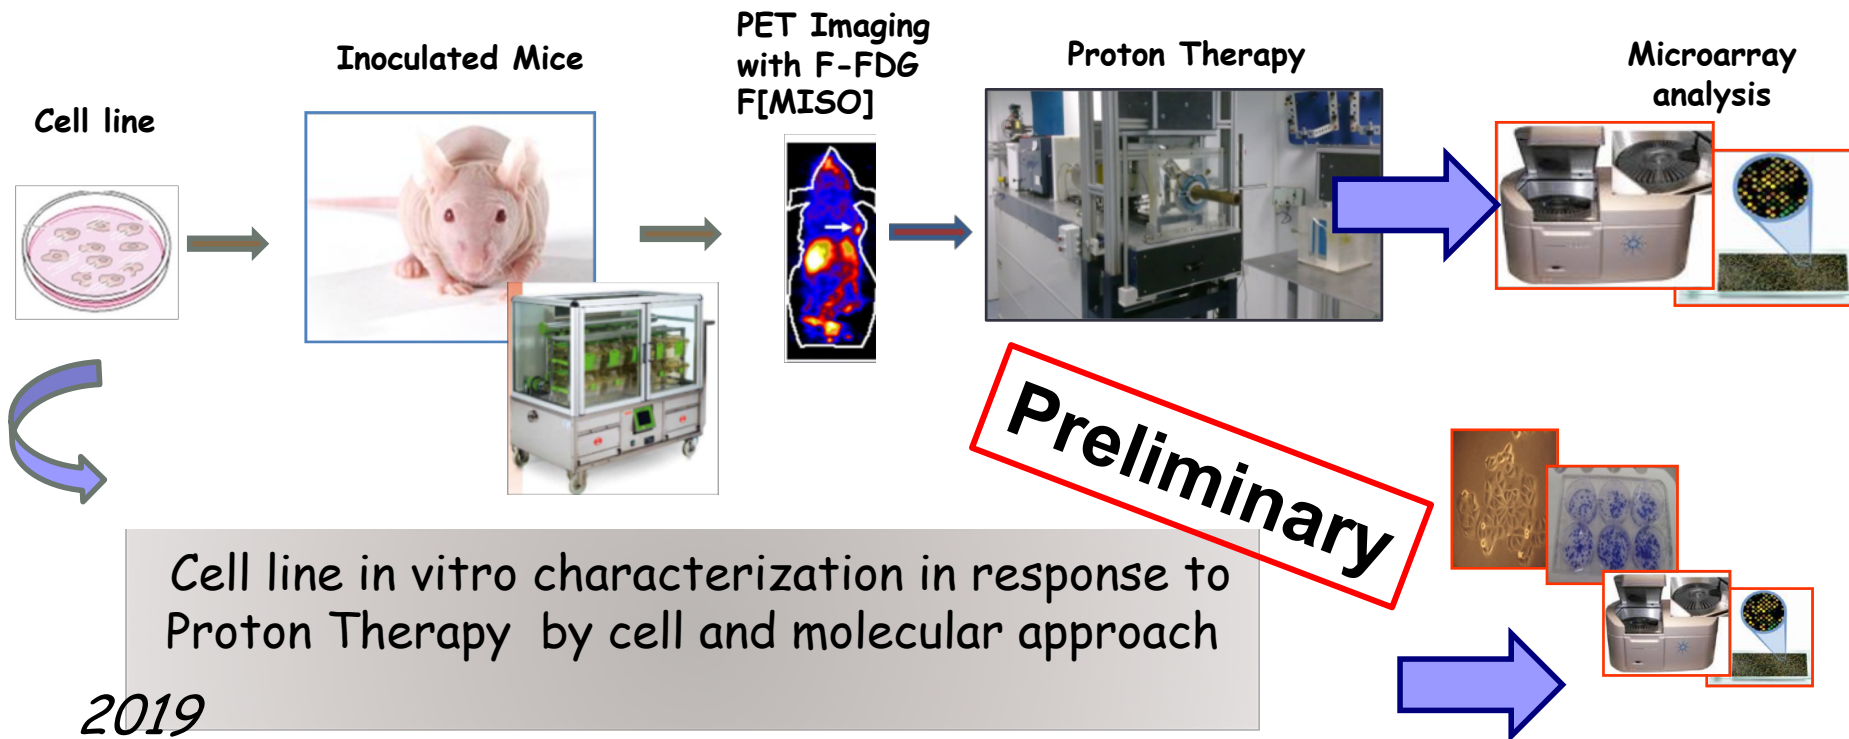 Cell line
Inoculated Mice
PET Imaging
with F-FDG
F[MISO]
Proton Therapy
Microarray
analysis
Preliminary
Cell line in vitro characterization in response to
Proton Therapy by cell and molecular approach
2019